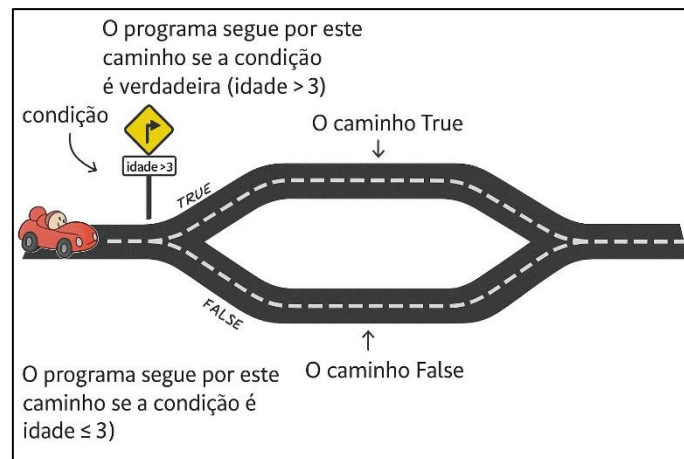 O programa segue por este
caminho se a condição
é verdadeira (idade > 3)
condição
idade>3
O caminho True
TRUE
FALSE
O caminho False
O programa segue por este
caminho se a condição é
idade ≤ 3)